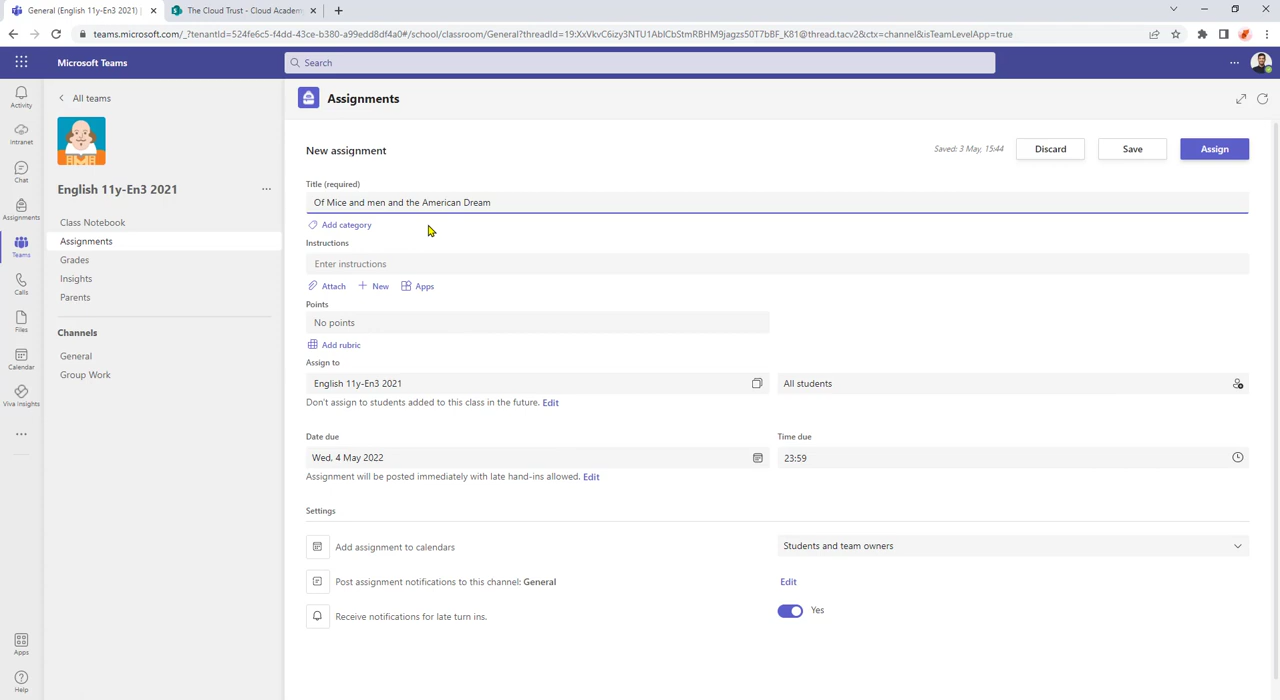 General (English 11y-En3 2021) |
The Cloud Trust - Cloud Academ
teams.microsoft.com/_?tenantId=524fe6c5-f4dd-43ce-b380-a99edd8df4a0#/school/classroom/General?threadId=19:XxVkvC6izy3NTU1AbICbStmRBHM9jagzs50T7bBF_K81@thread.tacv2&ctx=channel&isTeamLevelApp=true
Microsoft Teams
Search
Activity
Intranet
Chat
Assignments
Teams
Calls
Files
Calendar
Viva Insights
Apps
Help
All teams
English 11y-En3 2021
Class Notebook
Assignments
Grades
Insights
Parents
Channels
General
Group Work
Assignments
New assignment
Saved: 3 May, 15:44
Discard
Save
Assign
Title (required)
Of Mice and men and the American Dream
Add category
Instructions
Enter instructions
Attach
New
Apps
Points
No points
Add rubric
Assign to
English 11y-En3 2021
All students
Don't assign to students added to this class in the future. Edit
Date due
Time due
Wed, 4 May 2022
23:59
Assignment will be posted immediately with late hand-ins allowed. Edit
Settings
Add assignment to calendars
Students and team owners
Post assignment notifications to this channel: General
Edit
Receive notifications for late turn ins.
Yes